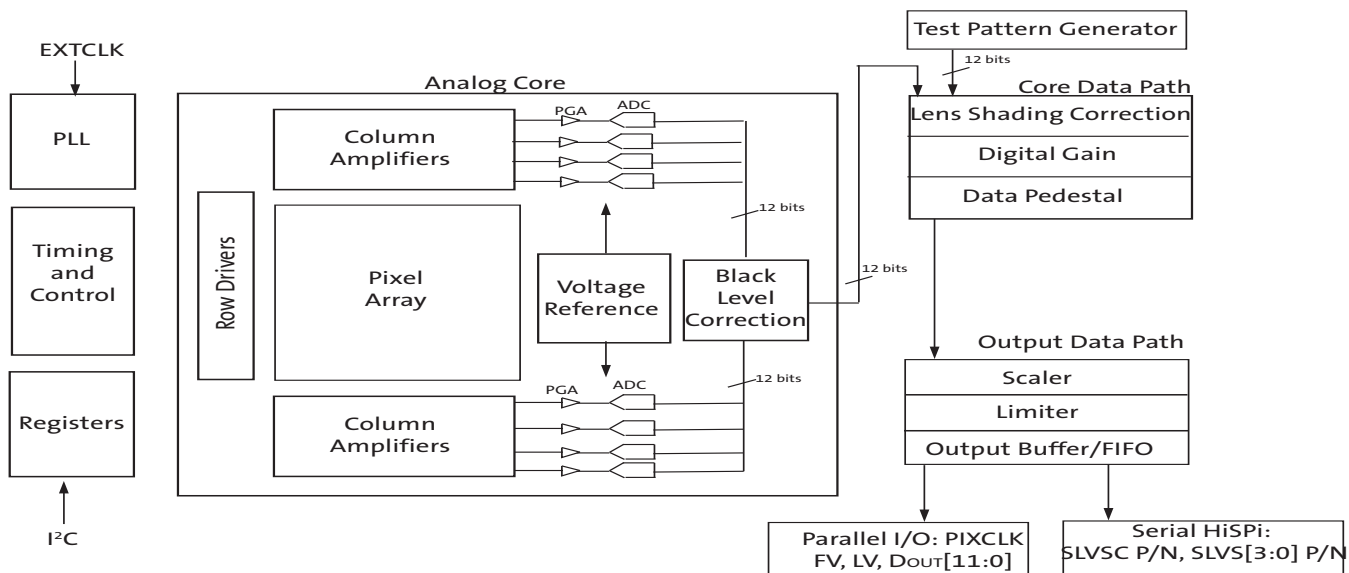 Test Pattern Generator
12 bits
EXTCLK
PLL
Timing
and
Control
Registers
I²C
Analog Core
Column
Amplifiers
PGA
ADC
12 bits
Row Drivers
Pixel
Array
Voltage
Reference
Black
Level
Correction
12 bits
12 bits
PGA
ADC
Column
Amplifiers
Core Data Path
Lens Shading Correction
Digital Gain
Data Pedestal
Output Data Path
Scaler
Limiter
Output Buffer/FIFO
Parallel I/O: PIXCLK
FV, LV, DOUT[11:0]
Serial HiSPi:
SLVSC P/N, SLVS[3:0] P/N